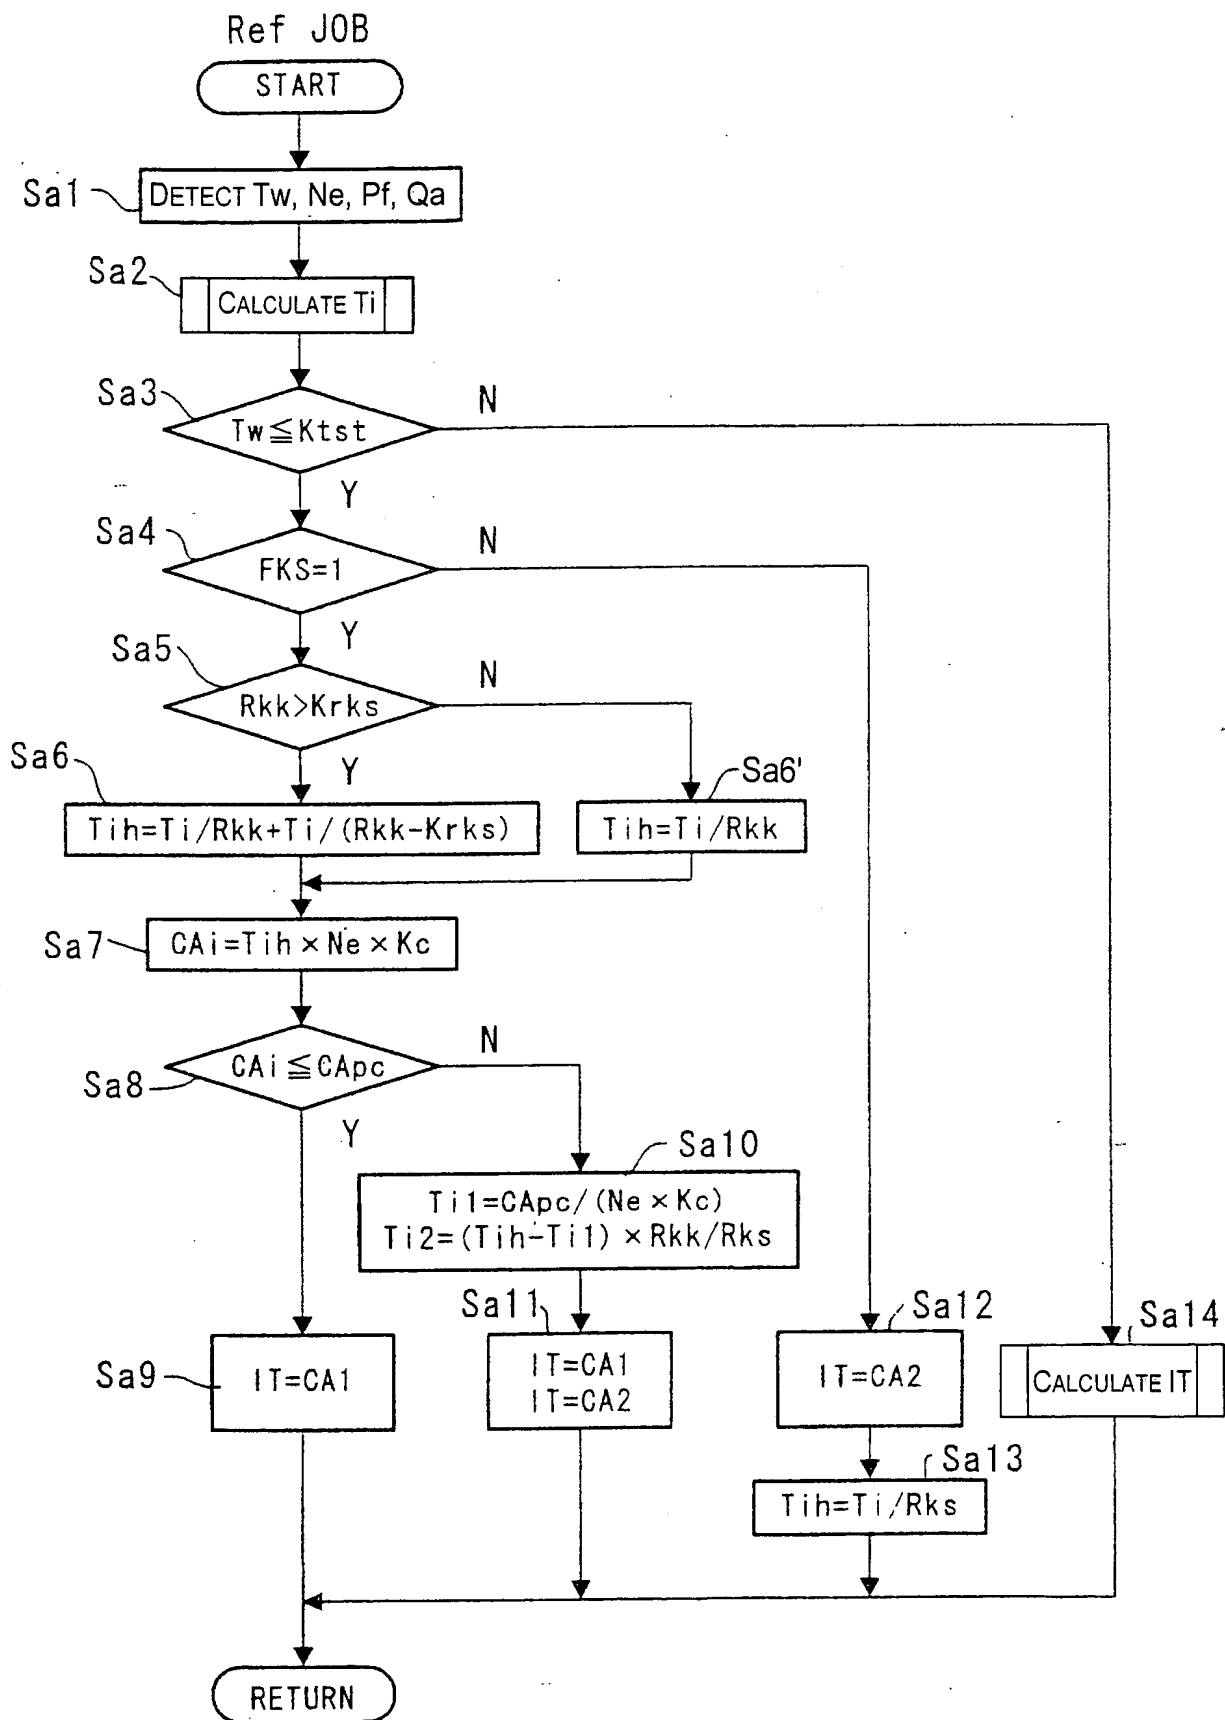 Ref JOB
START
Sa1
DETECT Tw, Ne, Pf, Qa
Sa2
CALCULATE Ti
Sa3
Tw≦Ktst
N
Y
Sa4
FKS=1
N
Y
Sa5
Rkk>Krks
N
Y
Sa6
Tih=Ti/Rkk+Ti/(Rkk-Krks)
Sa6'
Tih=Ti/Rkk
Sa7
CAi=Tih×Ne×Kc
Sa8
CAi≦CApc
N
Y
Sa10
Ti1=CApc/(Ne×Kc)
Ti2=(Tih-Ti1)×Rkk/Rks
Sa9
IT=CA1
Sa11
IT=CA1
IT=CA2
Sa12
IT=CA2
Sa14
CALCULATE IT
Sa13
Tih=Ti/Rks
RETURN